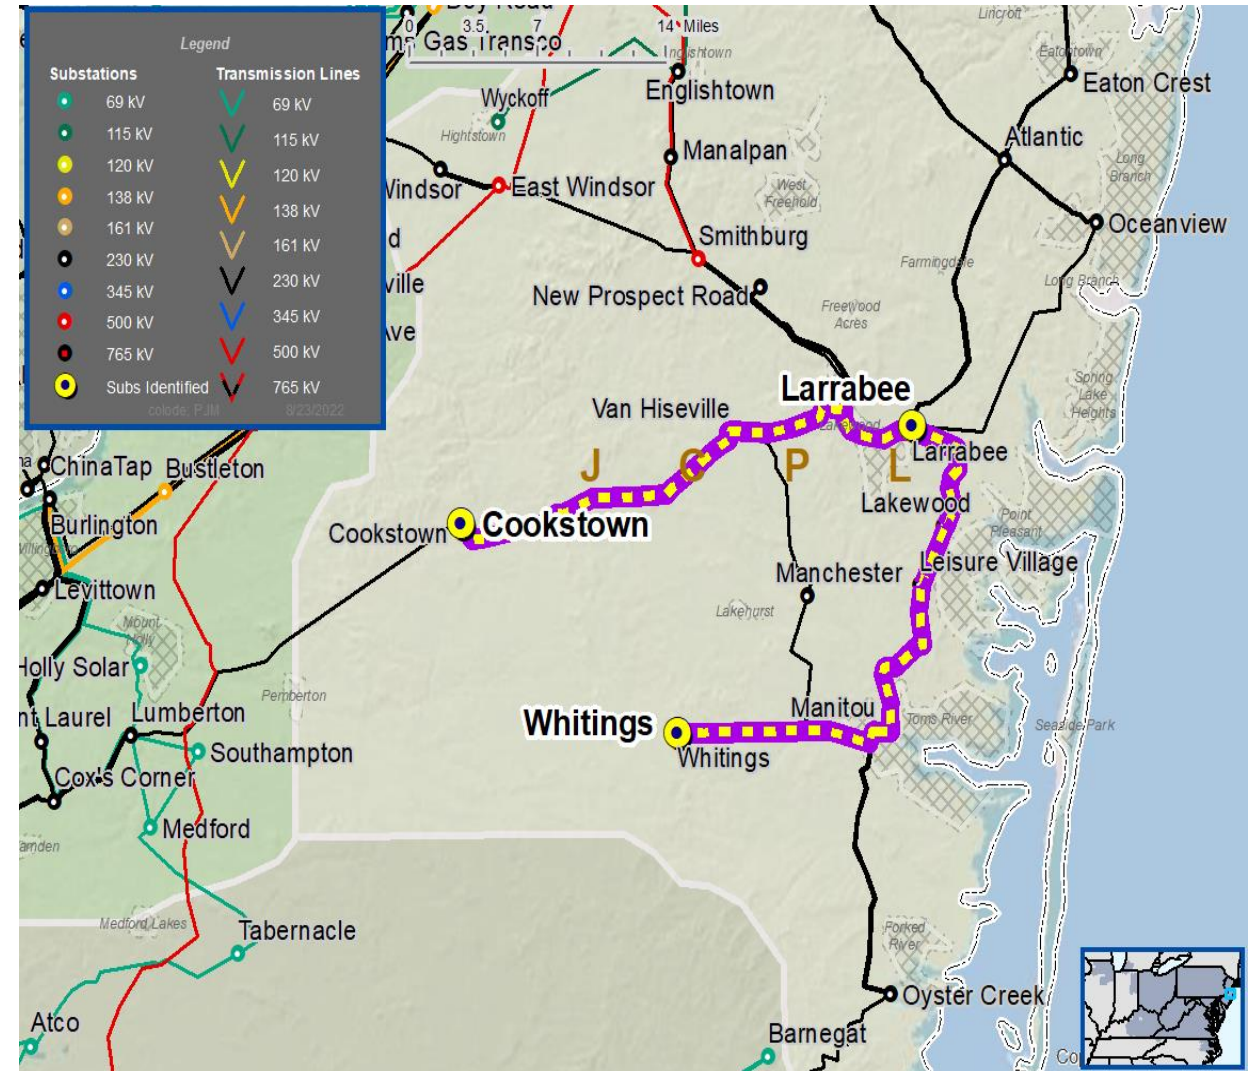 Legend
Substations
Transmission Lines
69 kV
69 kV
115 kV
115 kV
120 kV
120 kV
138 kV
138 kV
161 kV
161 kV
230 kV
230 kV
345 kV
345 kV
500 kV
500 kV
765 kV
765 kV
Subs Identified
colode; PJM
8/23/2022
0 3.5 7 14 Miles
Gas Transco
Lincroft
Eatontown
Eaton Crest
Englishtown
Wyckoff
Hightstown
Atlantic
Manalpan
Long
Branch
East Windsor
West
Freehold
Oceanview
Smithburg
Farmingdale
Long Branch
New Prospect Road
Freewood
Acres
Spring
Lake
Heights
Larrabee
Van Hiseville
Lakewood
Larrabee
J C P L
ChinaTap
Bustleton
Lakewood
Point
Pleasant
Burlington
Cookstown
Cookstown
Leisure Village
Manchester
Levittown
Lakehurst
Mount
Holly
Holly Solar
Pemberton
Lumberton
Manitou
Toms River
Seaside Park
Whitings
Whitings
Southampton
Cox's Corner
Medford
Medford Lakes
Tabernacle
Forked
River
Oyster Creek
Atco
Barnegat